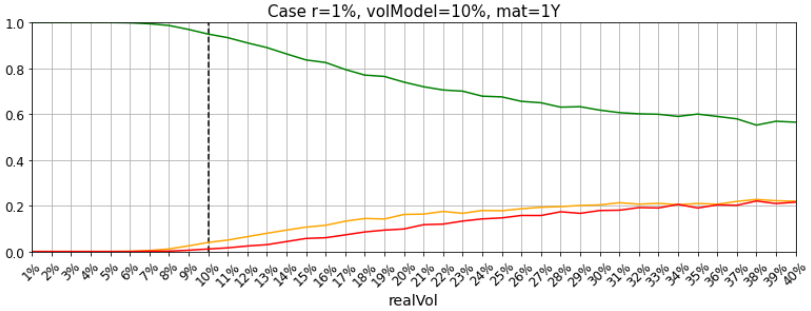 Case r=1%, volModel=10%, mat=1Y
1.0
0.8
0.6
0.4
0.2
0.0
1% 2% 3% 4% 5% 6% 7% 8% 9% 10% 11% 12% 13% 14% 15% 16% 17% 18% 19% 20% 21% 22% 23% 24% 25% 26% 27% 28% 29% 30% 31% 32% 33% 34% 35% 36% 37% 38% 39% 40%
realVol